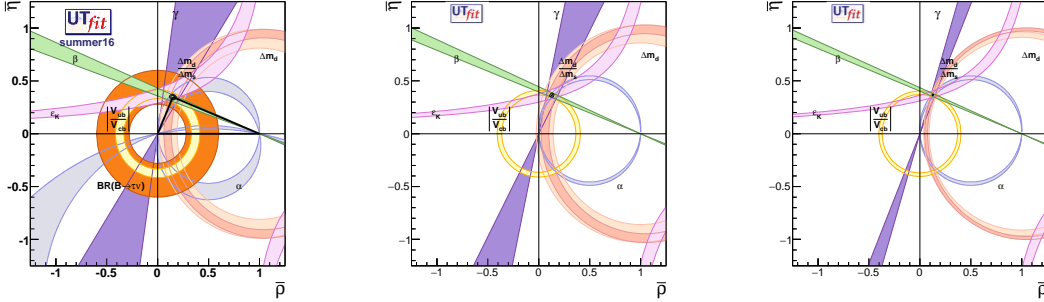 η̄
UTfit
summer16
γ
β
Δm_d
Δm_d
Δm_s
ε_K
|V_ub|
|V_cb|
BR(B→τν)
α
1
0.5
0
-0.5
-1
-1
-0.5
0
0.5
1
ρ̄
η̄
UTfit
γ
β
Δm_d
Δm_d
Δm_s
ε_K
|V_ub|
|V_cb|
α
1
0.5
0
−0.5
−1
−1
−0.5
0
0.5
1
ρ̄
η̄
UTfit
γ
β
Δm_d
Δm_d
Δm_s
ε_K
|V_ub|
|V_cb|
α
1
0.5
0
−0.5
−1
−1
−0.5
0
0.5
1
ρ̄